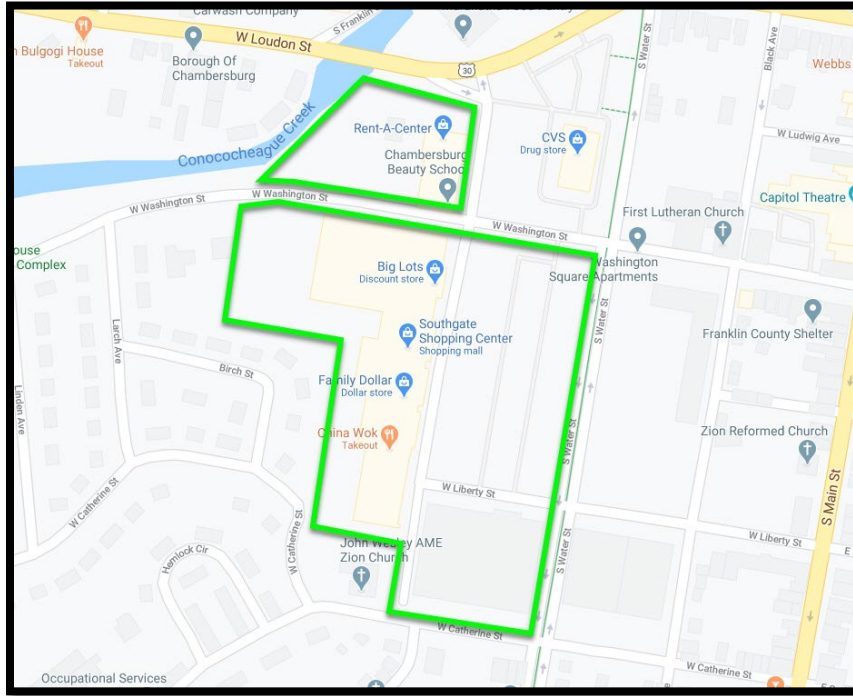 Carwash Company
S Franklin
W Loudon St
n Bulgogi House
Takeout
Borough Of
Chambersburg
30
S Water St
Black Ave
Webbs
Rent-A-Center
CVS
Drug store
Conococheague Creek
Chambersburg
Beauty School
W Ludwig Ave
W Washington St
Capitol Theatre
First Lutheran Church
W Washington St
W Washington St
ouse
Complex
Big Lots
Discount store
Washington
Square Apartments
S Water St
Larch Ave
Southgate
Shopping Center
Shopping mall
Franklin County Shelter
Linden Ave
Birch St
Family Dollar
Dollar store
China Wok
Takeout
Zion Reformed Church
S Main St
S Water St
W Catherine St
W Liberty St
W Catherine St
Hemlock Cir
John Wesley AME
Zion Church
W Liberty St
E
S Water St
W Catherine St
W Catherine St
Occupational Services